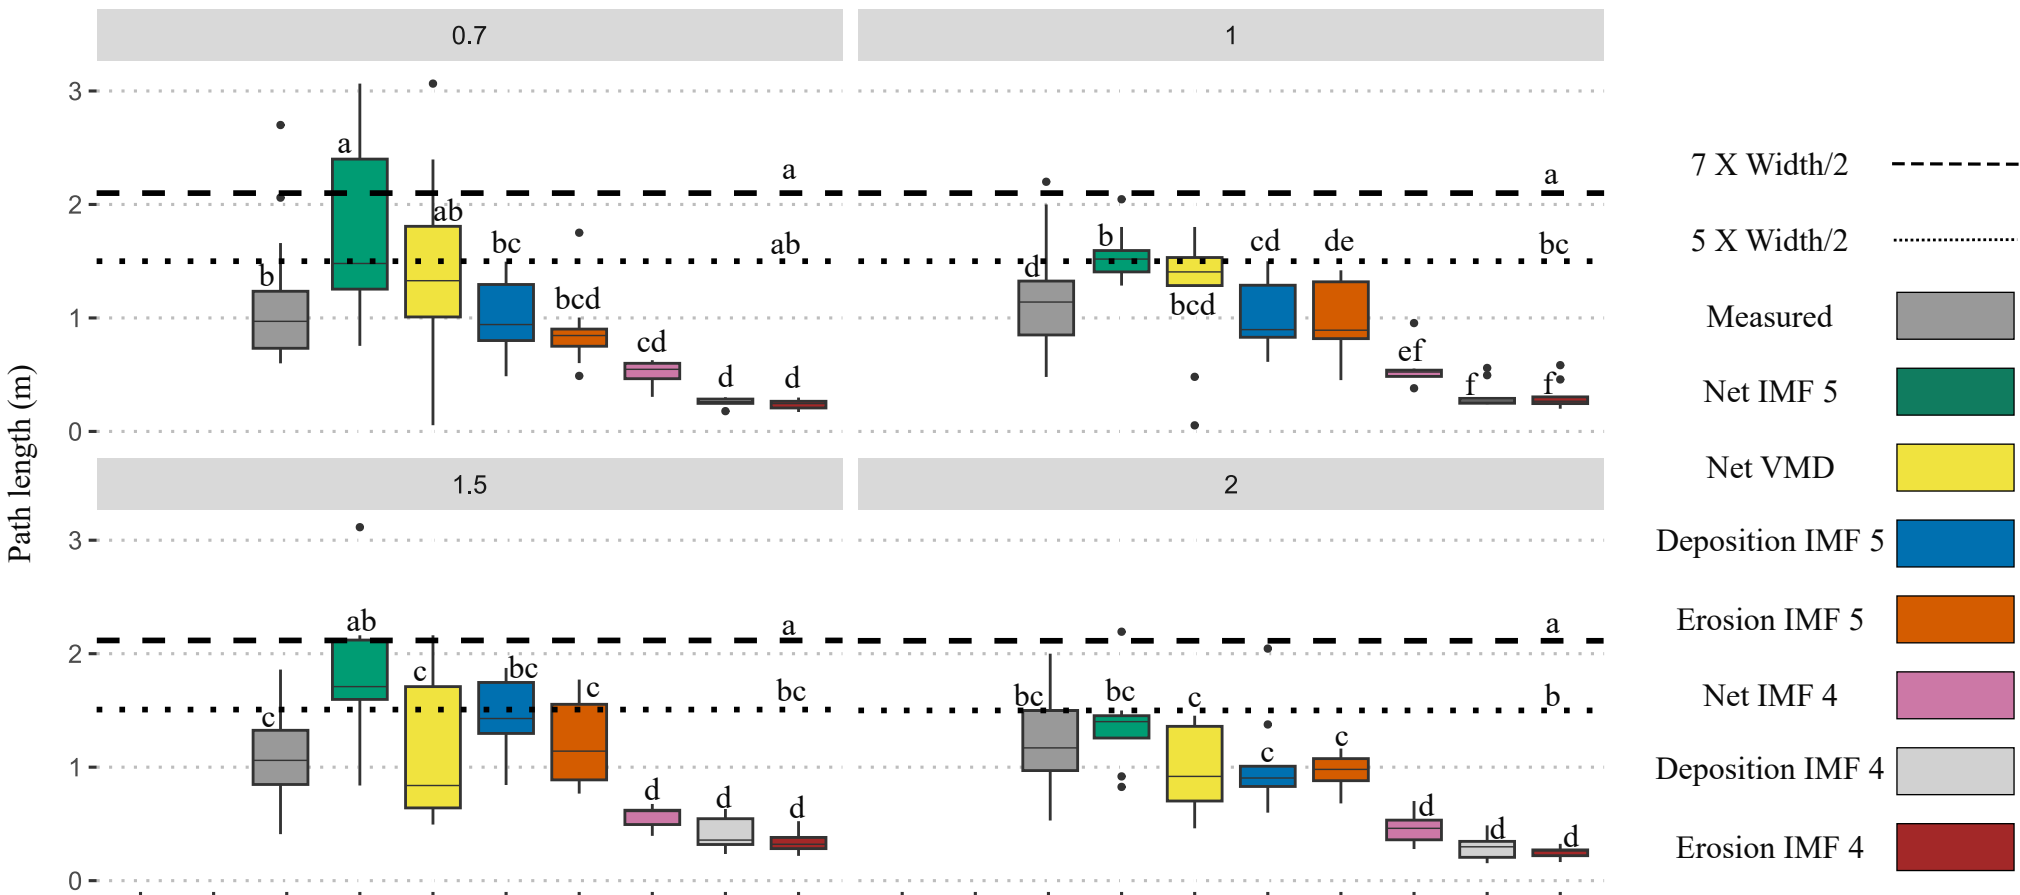 0.7
1
3
2
1
0
a
b
ab
bc
bcd
cd
d
d
a
ab
d
b
bcd
cd
de
ef
f
f
a
bc
Path length (m)
1.5
2
3
2
1
0
c
ab
c
bc
c
d
d
d
a
bc
bc
bc
c
c
c
d
d
d
a
b
7 X Width/2
5 X Width/2
Measured
Net IMF 5
Net VMD
Deposition IMF 5
Erosion IMF 5
Net IMF 4
Deposition IMF 4
Erosion IMF 4